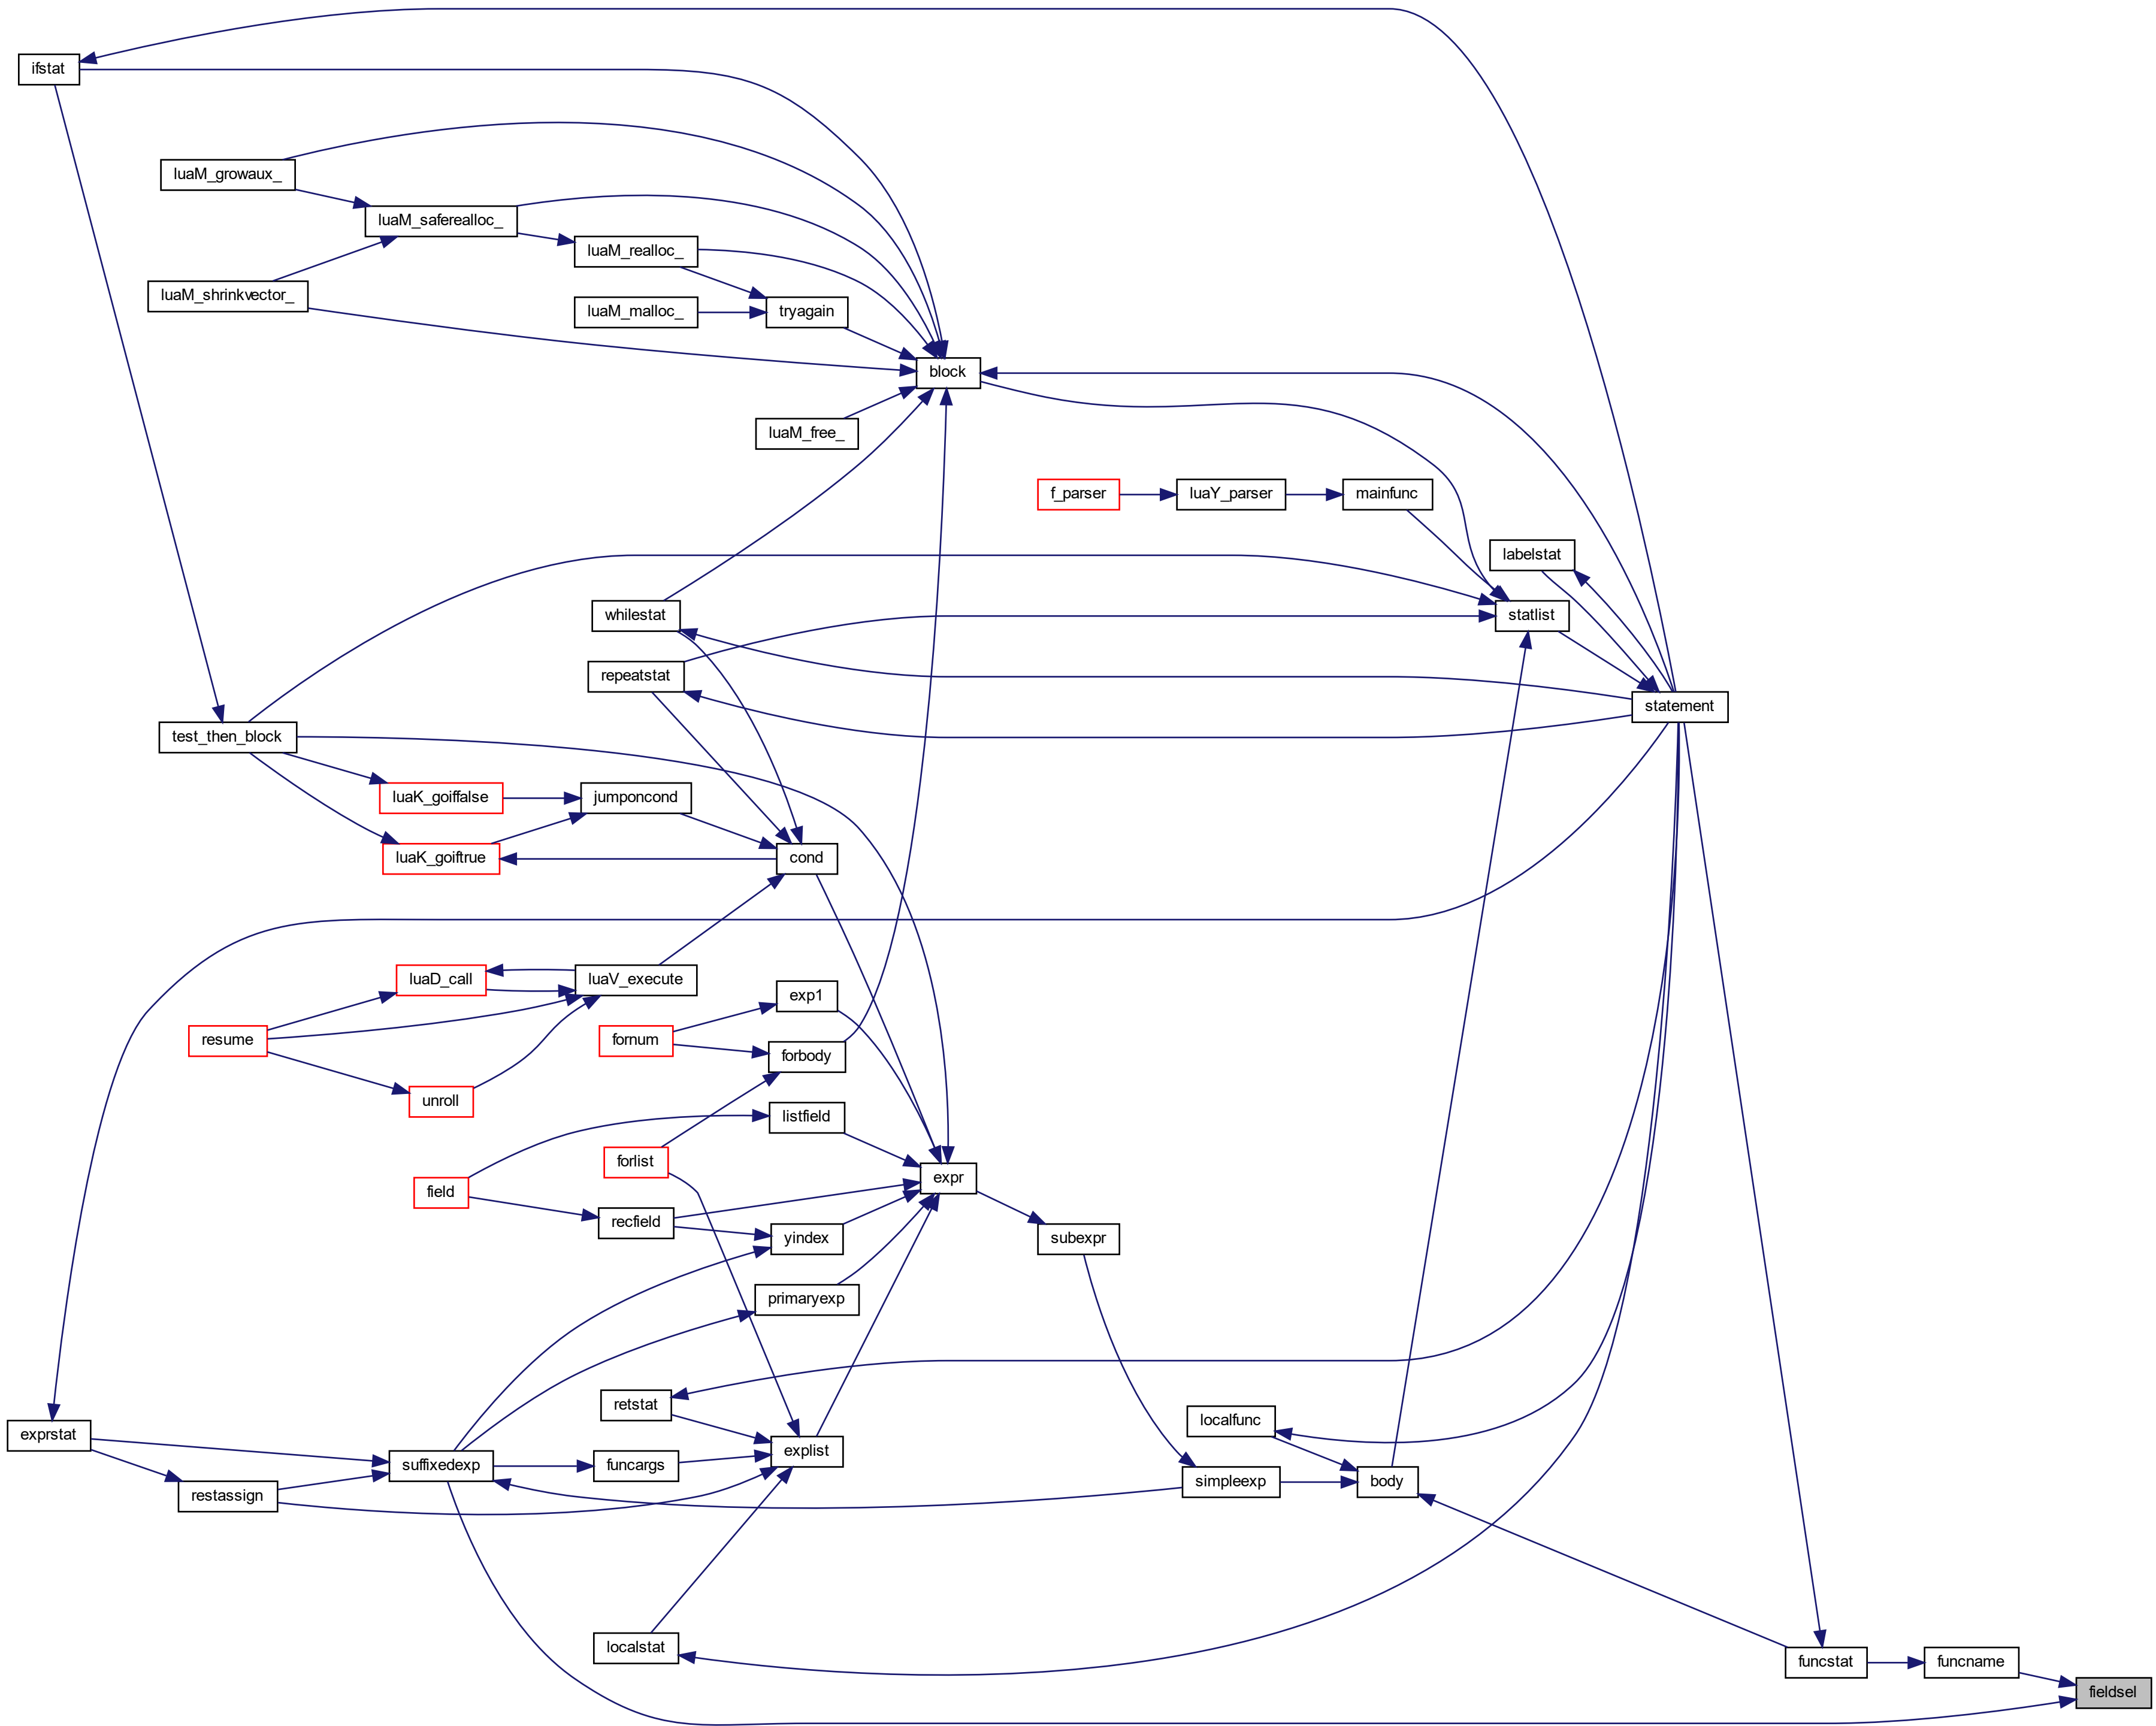 ifstat
luaM_growaux_
luaM_saferealloc_
luaM_realloc_
luaM_shrinkvector_
luaM_malloc_
tryagain
block
luaM_free_
f_parser
luaY_parser
mainfunc
labelstat
whilestat
statlist
repeatstat
statement
test_then_block
luaK_goiffalse
jumponcond
luaK_goiftrue
cond
luaD_call
luaV_execute
exp1
resume
fornum
forbody
unroll
listfield
forlist
expr
field
recfield
yindex
subexpr
primaryexp
retstat
localfunc
exprstat
suffixedexp
funcargs
explist
restassign
simpleexp
body
localstat
funcstat
funcname
fieldsel